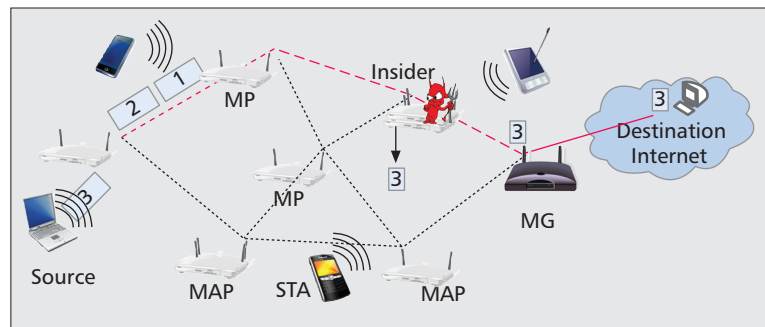 1
2
MP
Insider
3
3
Destination
Internet
3
3
MP
MG
Source
MAP
STA
MAP